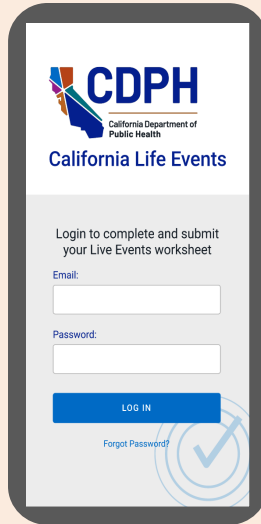 CDPH
California Department of
Public Health
California Life Events
Login to complete and submit
your Live Events worksheet
Email:
Password:
LOG IN
Forgot Password?